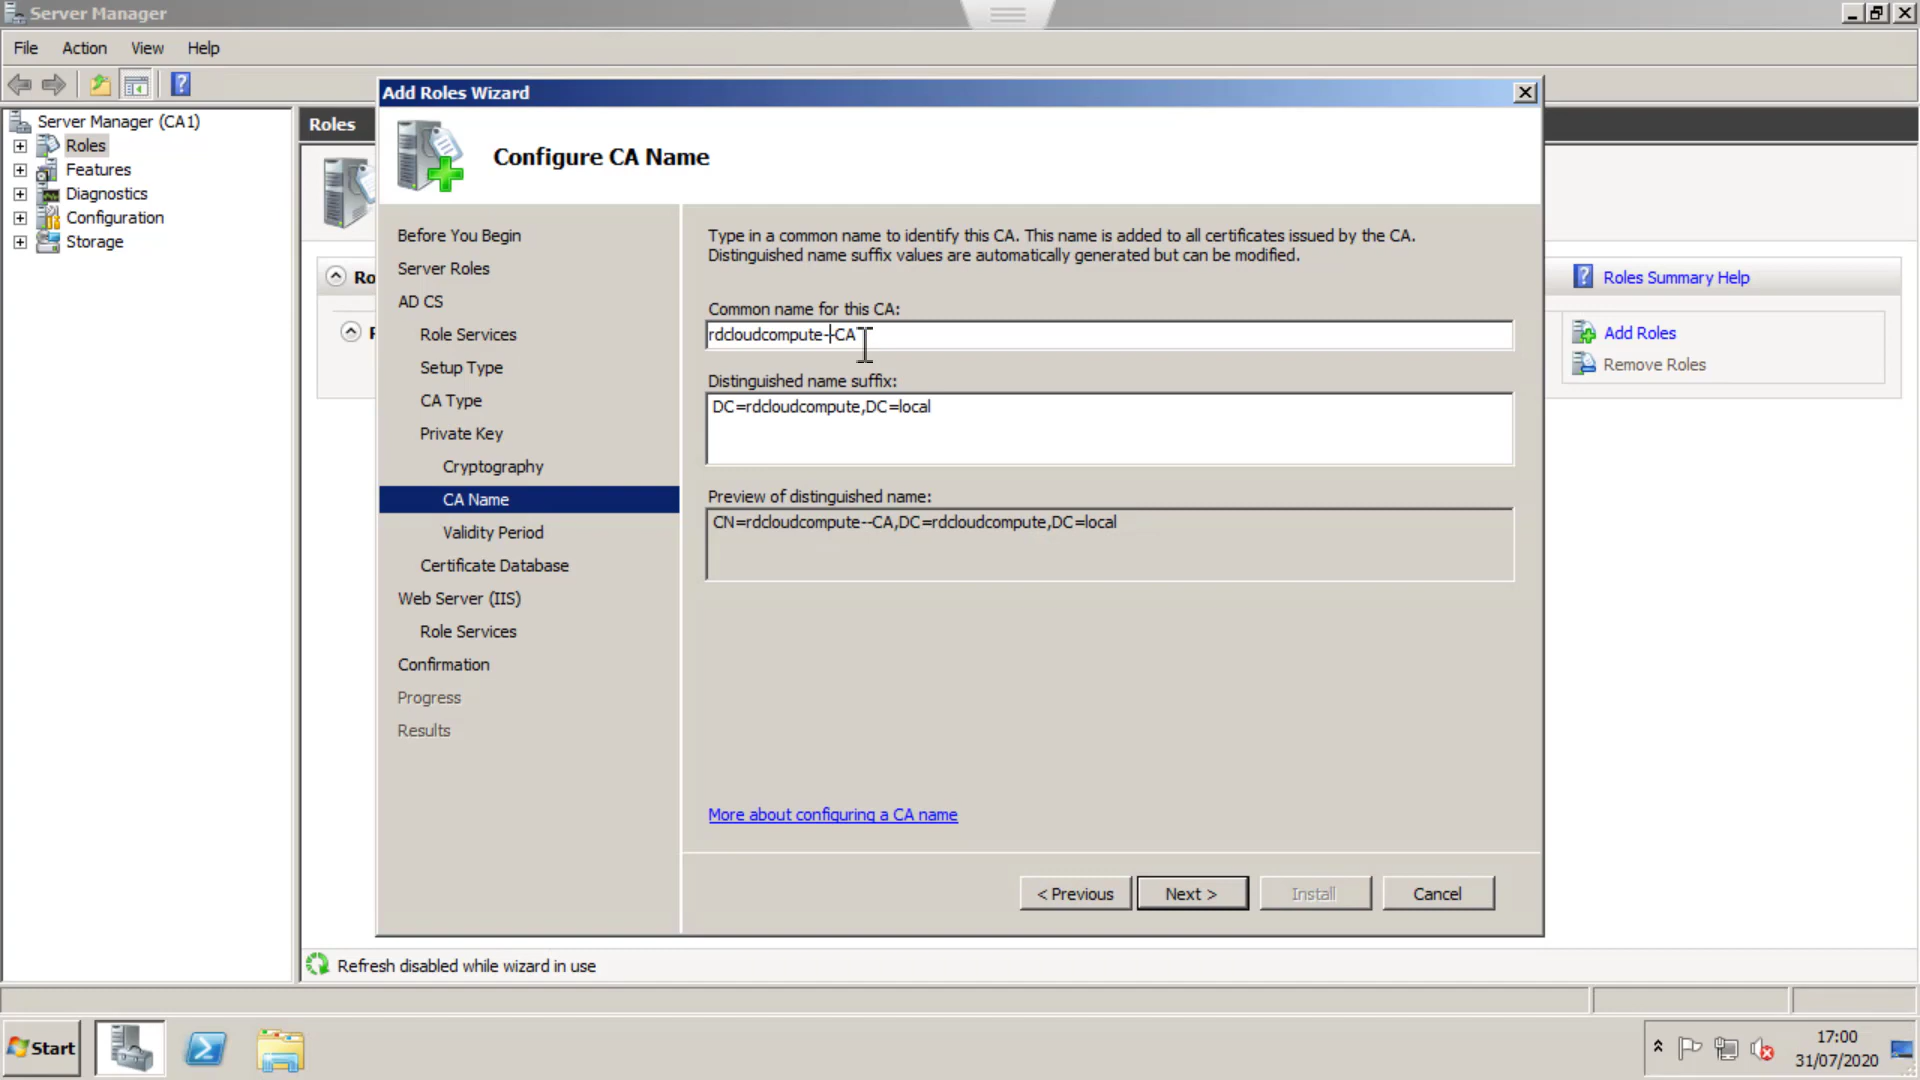 Server Manager
File Action View Help
Server Manager (CA1)
Roles
Features
Diagnostics
Configuration
Storage
Roles
Ro
Roles Summary Help
Add Roles
Remove Roles
Add Roles Wizard
Configure CA Name
Before You Begin
Server Roles
AD CS
Role Services
Setup Type
CA Type
Private Key
Cryptography
CA Name
Validity Period
Certificate Database
Web Server (IIS)
Role Services
Confirmation
Progress
Results
Type in a common name to identify this CA. This name is added to all certificates issued by the CA.
Distinguished name suffix values are automatically generated but can be modified.
Common name for this CA:
rdcloudcompute--CA
Distinguished name suffix:
DC=rdcloudcompute,DC=local
Preview of distinguished name:
CN=rdcloudcompute--CA,DC=rdcloudcompute,DC=local
More about configuring a CA name
< Previous Next > Install Cancel
Refresh disabled while wizard in use
Start
17:00
31/07/2020